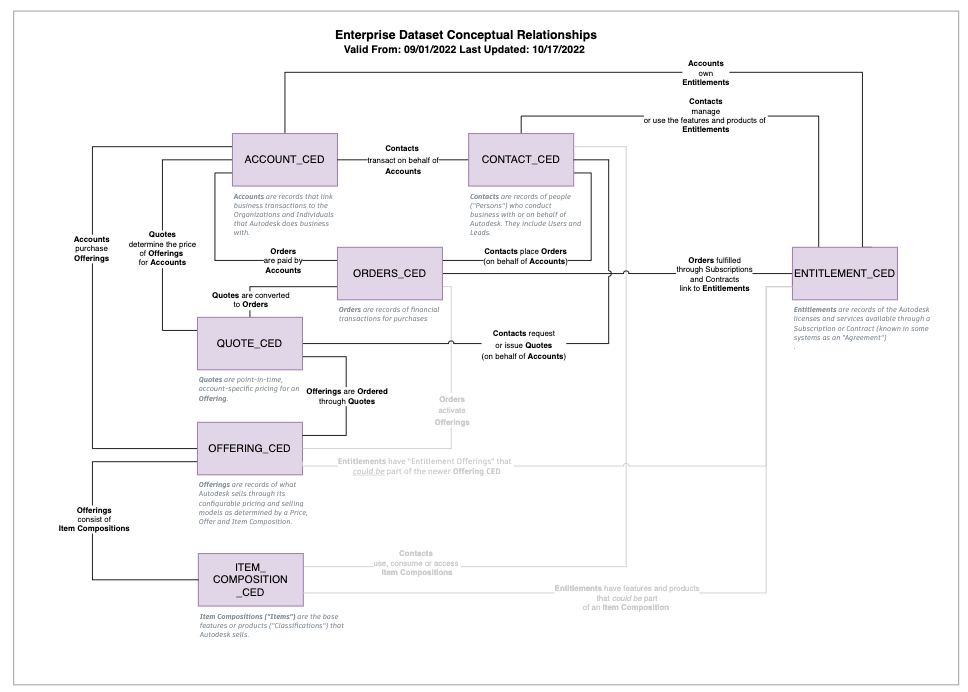 Enterprise Dataset Conceptual Relationships
Valid From: 09/01/2022 Last Updated: 10/17/2022
Accounts
own
Entitlements
Contacts
manage
or use the features and products of
Entitlements
ACCOUNT_CED
Contacts
transact on behalf of
Accounts
CONTACT_CED
Accounts are records that link
business transactions to the
Organizations and Individuals
that Autodesk does business
with.
Contacts are records of people
("Persons") who conduct
business with or on behalf of
Autodesk. They include Users and
Leads.
Accounts
purchase
Offerings
Quotes
determine the price
of Offerings
for Accounts
Orders
are paid by
Accounts
ORDERS_CED
Contacts place Orders
(on behalf of Accounts)
Orders fulfilled
through Subscriptions
and Contracts
link to Entitlements
ENTITLEMENT_CED
Orders are records of financial
transactions for purchases
Entitlements are records of the Autodesk
licenses and services available through a
Subscription or Contract (known in some
systems as an "Agreement")
.
Quotes are converted
to Orders
QUOTE_CED
Contacts request
or issue Quotes
(on behalf of Accounts)
Quotes are point-in-time,
account-specific pricing for an
Offering.
Offerings are Ordered
through Quotes
Orders
activate
Offerings
OFFERING_CED
Entitlements have "Entitlement Offerings" that
could be part of the newer Offering CED
Offerings are records of what
Autodesk sells through its
configurable pricing and selling
models as determined by a Price,
Offer and Item Composition.
Offerings
consist of
Item Compositions
ITEM_
COMPOSITION
_CED
Contacts
use, consume or access
Item Compositions
Entitlements have features and products
that could be part
of an Item Composition
Item Compositions ("Items") are the base
features or products ("Classifications") that
Autodesk sells.